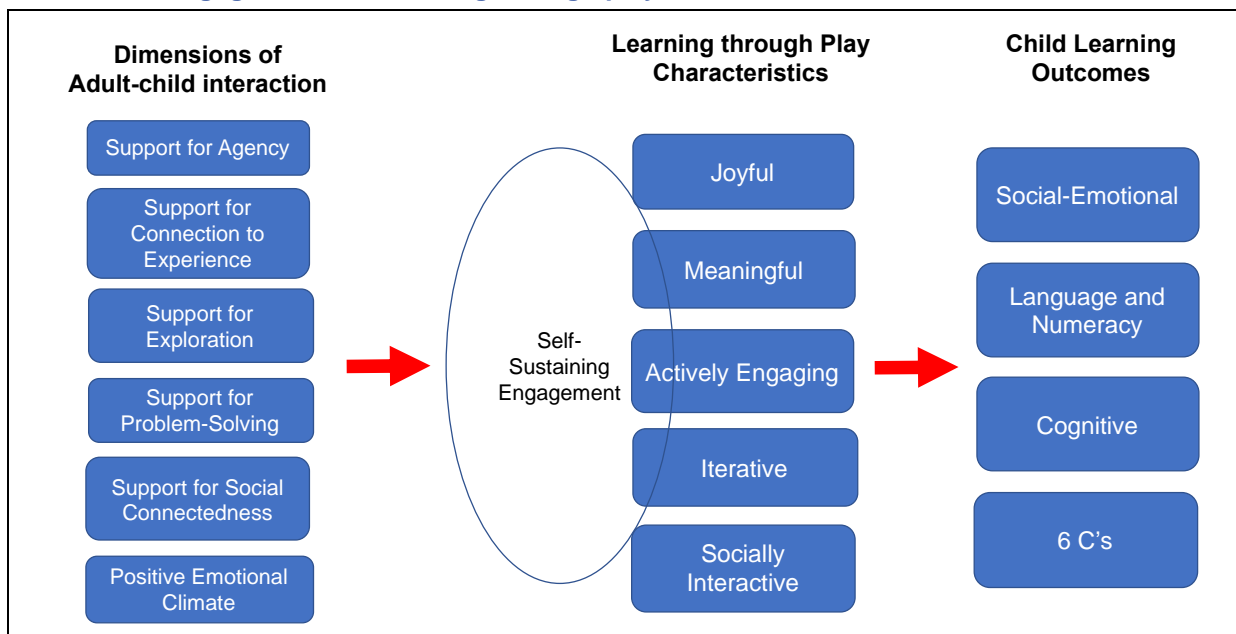 Dimensions of
Adult-child interaction
Support for Agency
Support for
Connection to
Experience
Support for
Exploration
Support for
Problem-Solving
Support for Social
Connectedness
Positive Emotional
Climate
Self-
Sustaining
Engagement
Learning through Play
Characteristics
Joyful
Meaningful
Actively Engaging
Iterative
Socially
Interactive
Child Learning
Outcomes
Social-Emotional
Language and
Numeracy
Cognitive
6 C's